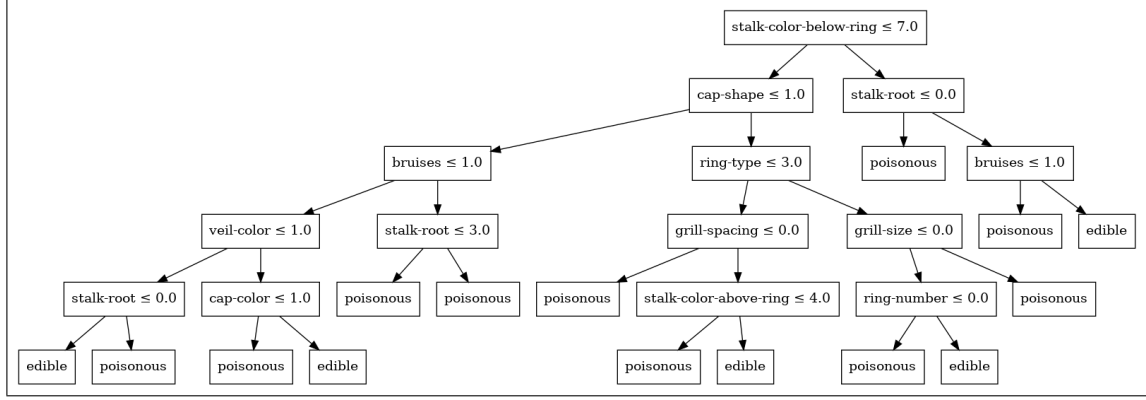 stalk-color-below-ring ≤ 7.0
cap-shape ≤ 1.0
stalk-root ≤ 0.0
bruises ≤ 1.0
ring-type ≤ 3.0
poisonous
bruises ≤ 1.0
veil-color ≤ 1.0
stalk-root ≤ 3.0
grill-spacing ≤ 0.0
grill-size ≤ 0.0
poisonous
edible
stalk-root ≤ 0.0
cap-color ≤ 1.0
poisonous
poisonous
poisonous
stalk-color-above-ring ≤ 4.0
ring-number ≤ 0.0
poisonous
edible
poisonous
poisonous
edible
poisonous
edible
poisonous
edible